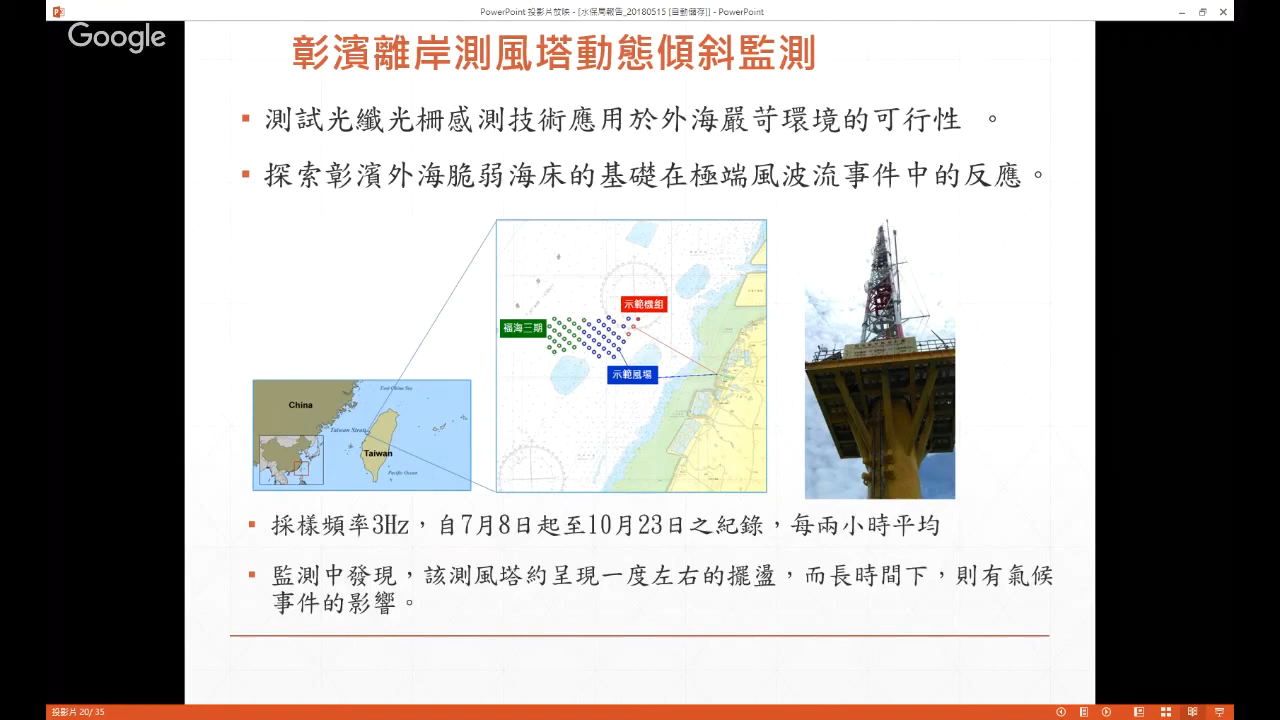 PowerPoint 投影片放映 - [水保局報告_20180515 [自動儲存]] - PowerPoint
Google
彰濱離岸測風塔動態傾斜監測
測試光纖光柵感測技術應用於外海嚴苛環境的可行性 。
探索彰濱外海脆弱海床的基礎在極端風波流事件中的反應。
示範機組
福海三期
示範風場
East China Sea
China
Taiwan Strait
Taiwan
Pacific Ocean
採樣頻率3Hz，自7月8日起至10月23日之紀錄，每兩小時平均
監測中發現，該測風塔約呈現一度左右的擺盪，而長時間下，則有氣候
事件的影響。
投影片 20/ 35